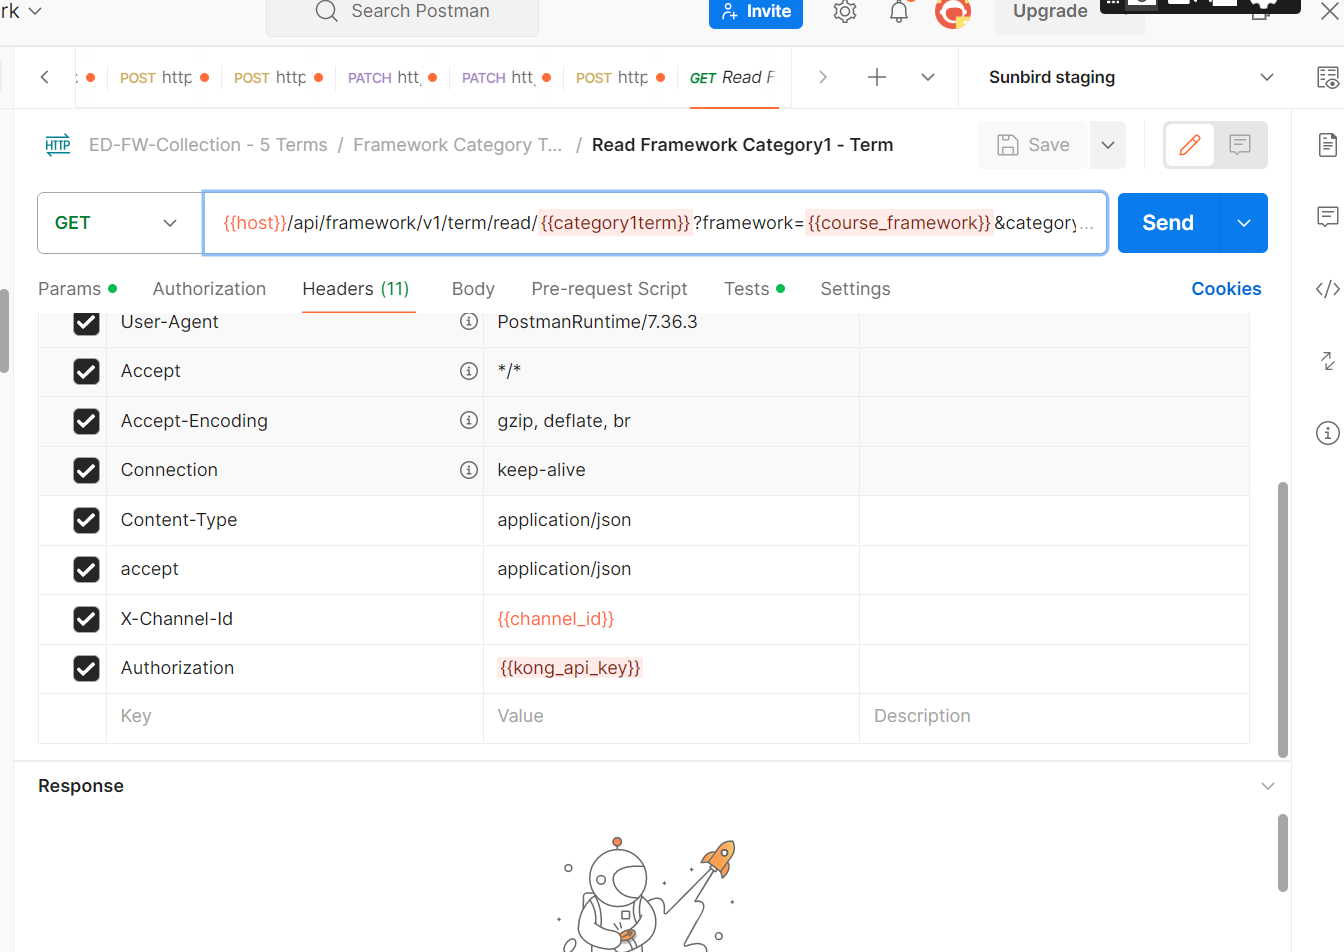 rk
Search Postman
Invite
Upgrade
POST http
POST http
PATCH htt
PATCH htt
POST http
GET Read F
Sunbird staging
HTTP
ED-FW-Collection - 5 Terms / Framework Category T... / Read Framework Category1 - Term
Save
GET
{{host}}/api/framework/v1/term/read/{{category1term}}?framework={{course_framework}}&category...
Send
Params
Authorization
Headers (11)
Body
Pre-request Script
Tests
Settings
Cookies
User-Agent PostmanRuntime/7.36.3
Accept */*
Accept-Encoding gzip, deflate, br
Connection keep-alive
Content-Type application/json
accept application/json
X-Channel-Id {{channel_id}}
Authorization {{kong_api_key}}
Key Value Description
Response